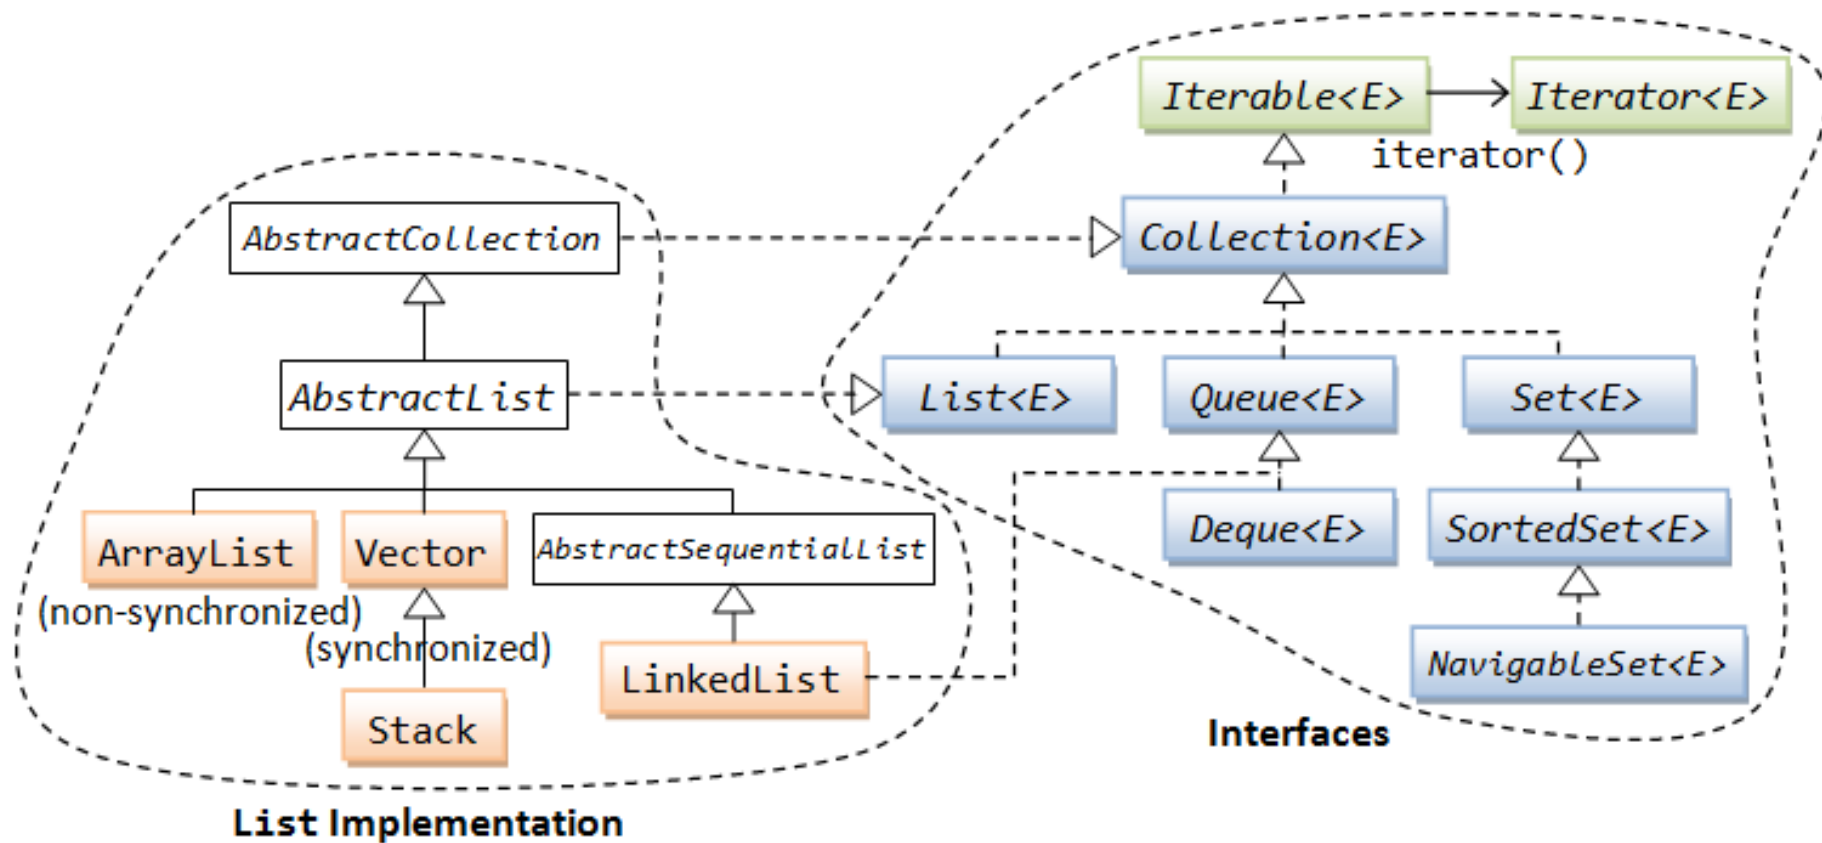 Iterable<E>
Iterator<E>
iterator()
AbstractCollection
Collection<E>
AbstractList
List<E>
Queue<E>
Set<E>
ArrayList
Vector
AbstractSequentialList
Deque<E>
SortedSet<E>
(non-synchronized)
(synchronized)
LinkedList
NavigableSet<E>
Stack
Interfaces
List Implementation